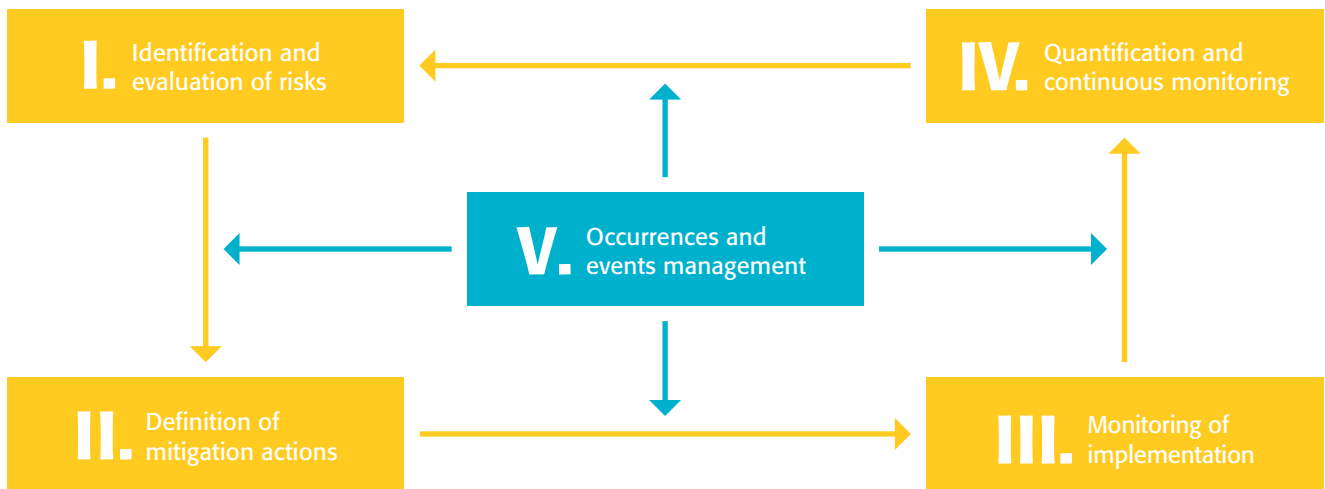 I. Identification and
evaluation of risks
IV. Quantification and
continuous monitoring
V. Occurrences and
events management
II. Definition of
mitigation actions
III. Monitoring of
implementation